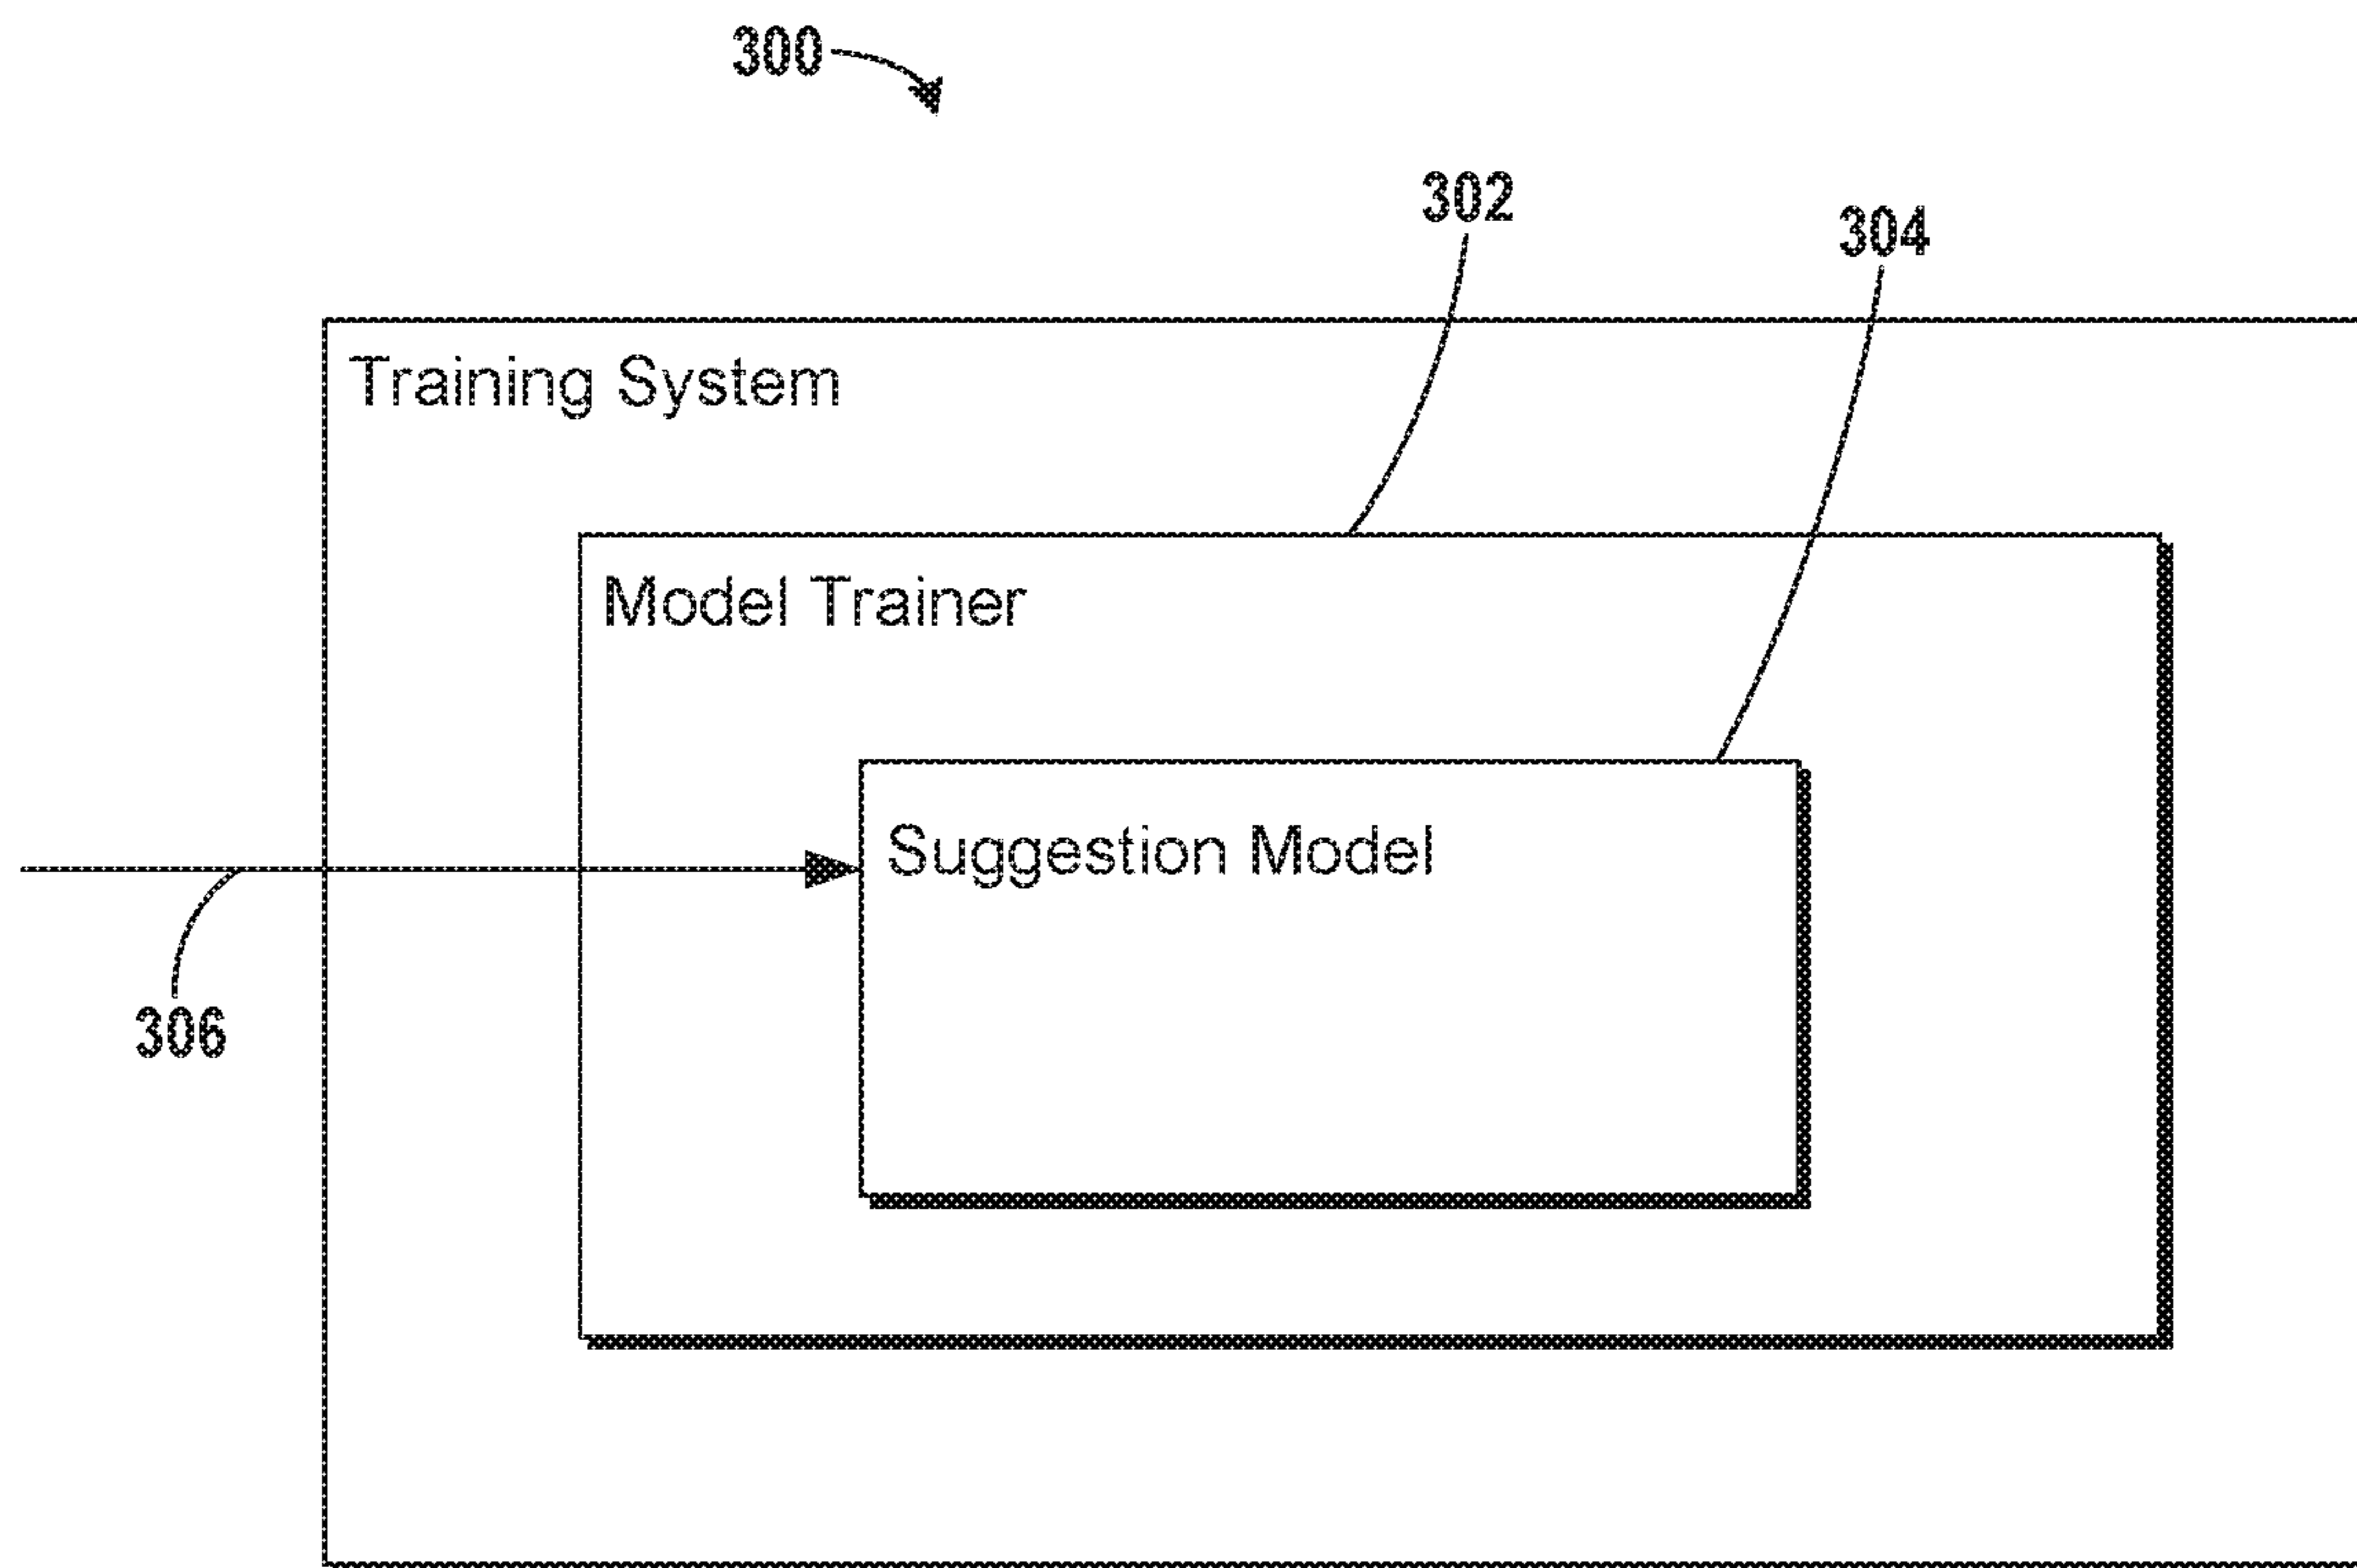 300
302
304
Training System
Model Trainer
Suggestion Model
306